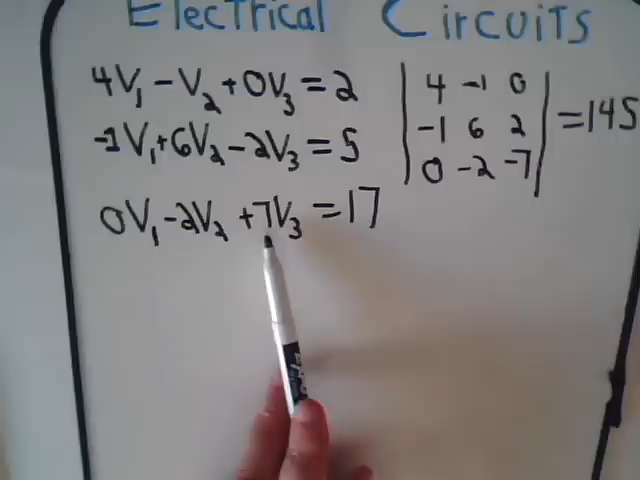 Electrical Circuits
4V₁ - V₂ + 0V₃ = 2
-1V₁ + 6V₂ - 2V₃ = 5
0V₁ - 2V₂ + 7V₃ = 17
| 4 -1 0 |
| -1 6 2 | = 145
| 0 -2 -7 |